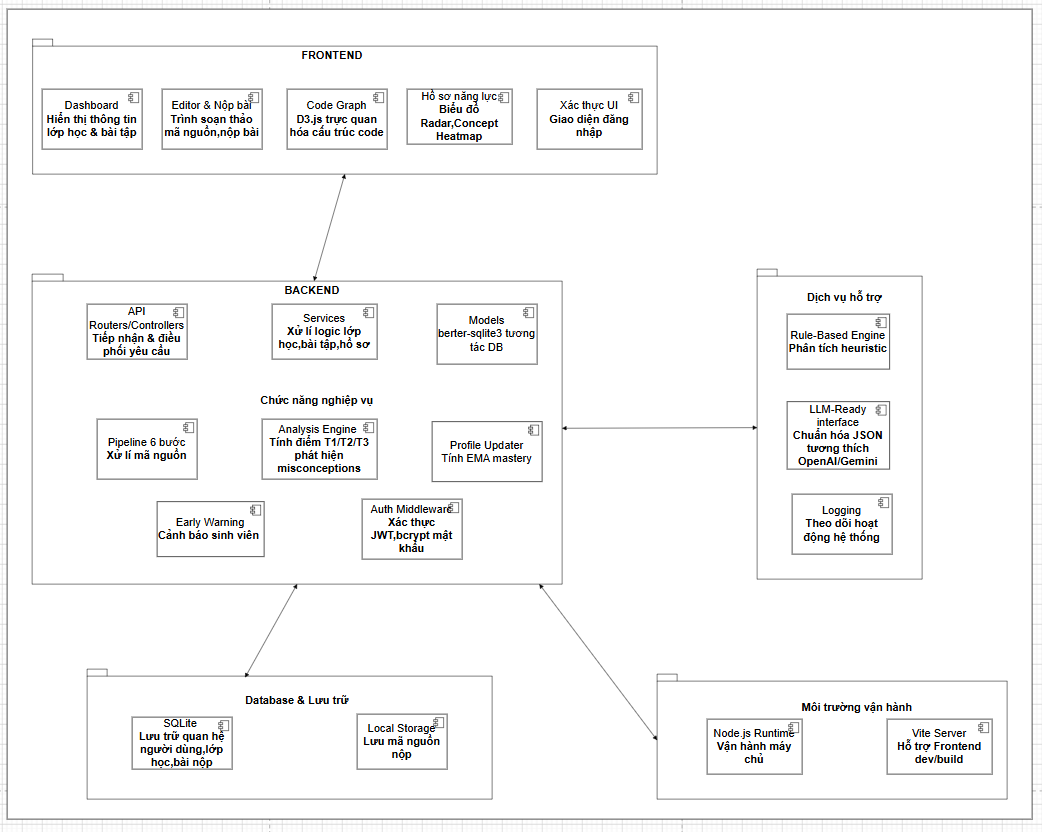 FRONTEND
Dashboard
Hiển thị thông tin
lớp học & bài tập
Editor & Nộp bài
Trình soạn thảo
mã nguồn,nộp bài
Code Graph
D3.js trực quan
hóa cấu trúc code
Hồ sơ năng lực
Biểu đồ
Radar,Concept
Heatmap
Xác thực UI
Giao diện đăng
nhập
BACKEND
API
Routers/Controllers
Tiếp nhận & điều
phối yêu cầu
Services
Xử lí logic lớp
học,bài tập,hồ sơ
Models
berter-sqlite3 tương
tác DB
Chức năng nghiệp vụ
Pipeline 6 bước
Xử lí mã nguồn
Analysis Engine
Tính điểm T1/T2/T3
phát hiện
misconceptions
Profile Updater
Tính EMA mastery
Early Warning
Cảnh báo sinh viên
Auth Middleware
Xác thực
JWT,bcrypt mật
khẩu
Dịch vụ hỗ trợ
Rule-Based Engine
Phân tích heuristic
LLM-Ready
interface
Chuẩn hóa JSON
tương thích
OpenAI/Gemini
Logging
Theo dõi hoạt
động hệ thống
Database & Lưu trữ
SQLite
Lưu trữ quan hệ
người dùng,lớp
học,bài nộp
Local Storage
Lưu mã nguồn
nộp
Môi trường vận hành
Node.js Runtime
Vận hành máy
chủ
Vite Server
Hỗ trợ Frontend
dev/build